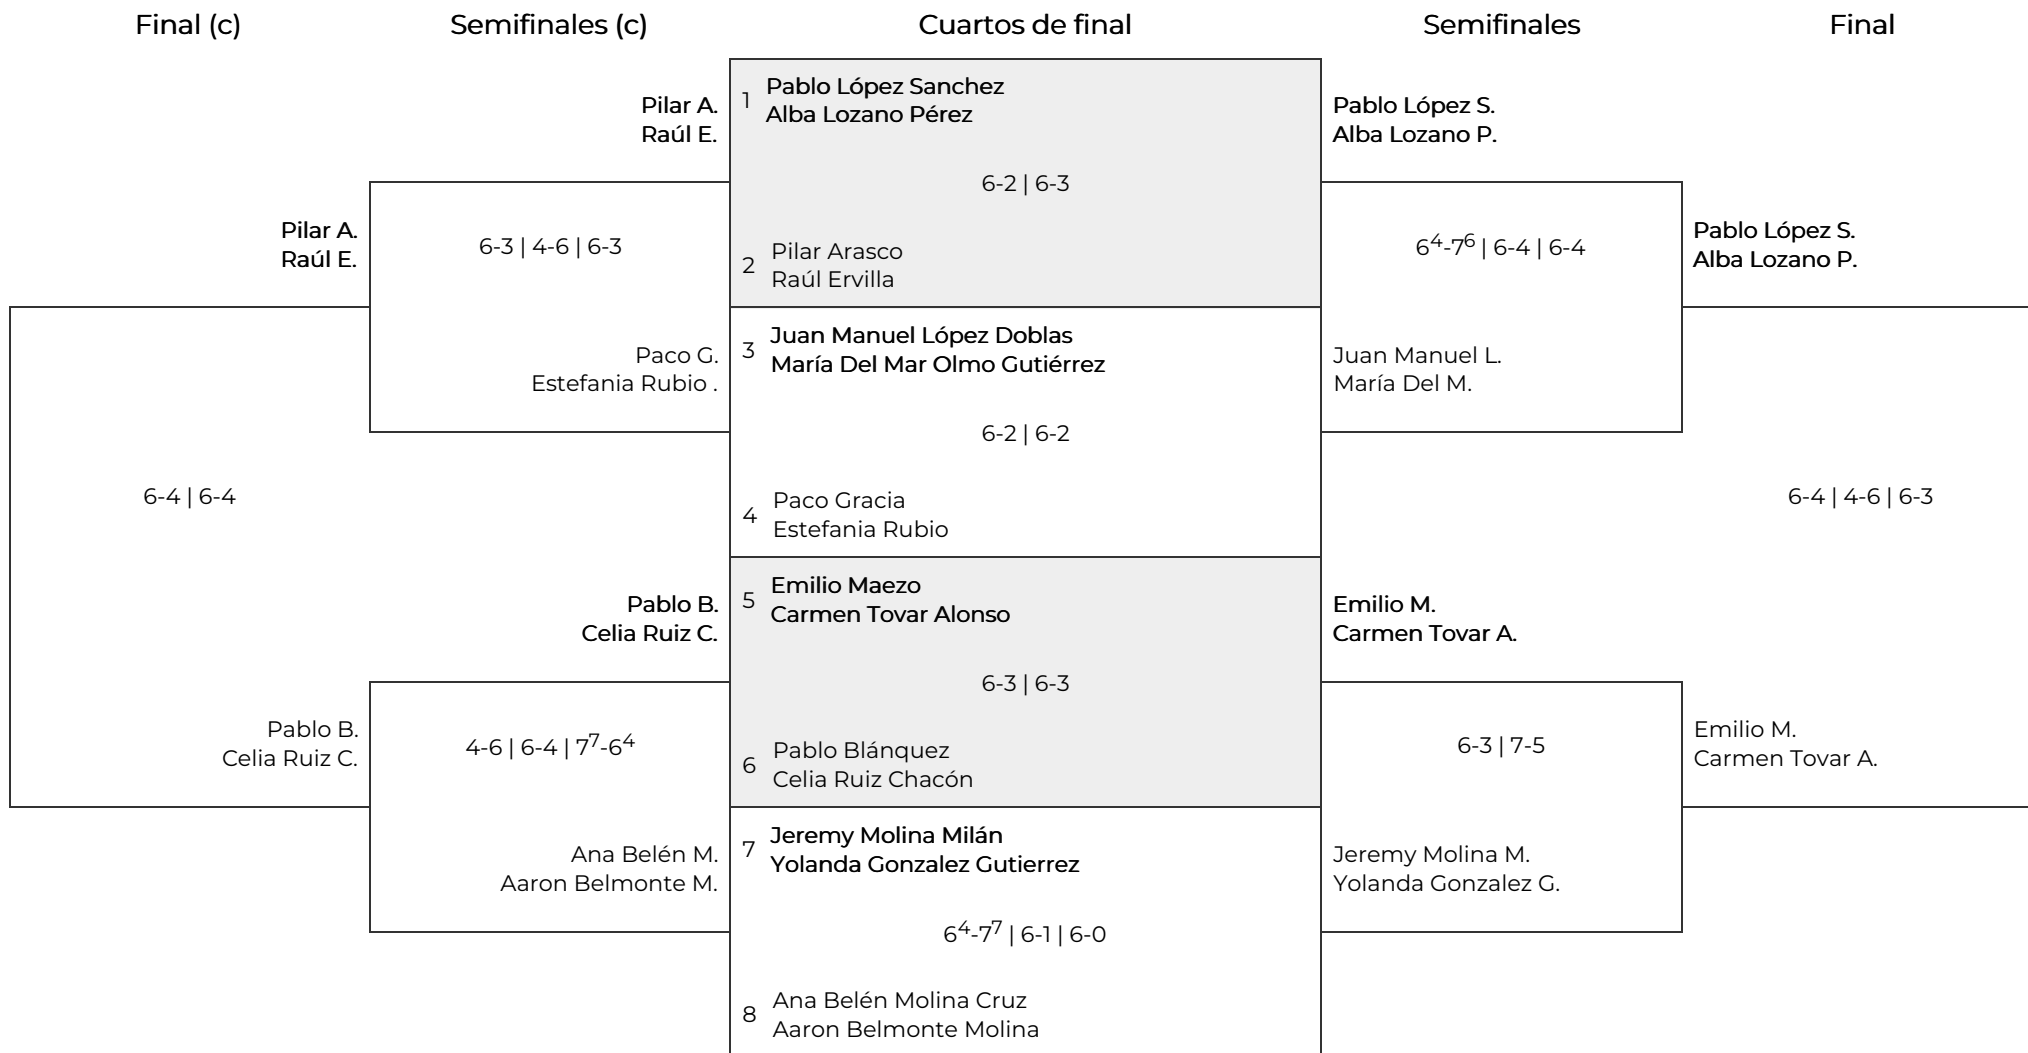 Final (c)
Semifinales (c)
Cuartos de final
Semifinales
Final
Pilar A.
Raúl E.
6-3 | 4-6 | 6-3
Paco G.
Estefania Rubio .
Pilar A.
Raúl E.
6-4 | 6-4
Pablo B.
Celia Ruiz C.
Pablo B.
Celia Ruiz C.
4-6 | 6-4 | 7⁷-6⁴
Ana Belén M.
Aaron Belmonte M.
1 Pablo López Sanchez
Alba Lozano Pérez
6-2 | 6-3
2 Pilar Arasco
Raúl Ervilla
3 Juan Manuel López Doblas
María Del Mar Olmo Gutiérrez
6-2 | 6-2
4 Paco Gracia
Estefania Rubio
5 Emilio Maezo
Carmen Tovar Alonso
6-3 | 6-3
6 Pablo Blánquez
Celia Ruiz Chacón
7 Jeremy Molina Milán
Yolanda Gonzalez Gutierrez
6⁴-7⁷ | 6-1 | 6-0
8 Ana Belén Molina Cruz
Aaron Belmonte Molina
Pablo López S.
Alba Lozano P.
6⁴-7⁶ | 6-4 | 6-4
Juan Manuel L.
María Del M.
Emilio M.
Carmen Tovar A.
6-3 | 7-5
Jeremy Molina M.
Yolanda Gonzalez G.
Pablo López S.
Alba Lozano P.
6-4 | 4-6 | 6-3
Emilio M.
Carmen Tovar A.